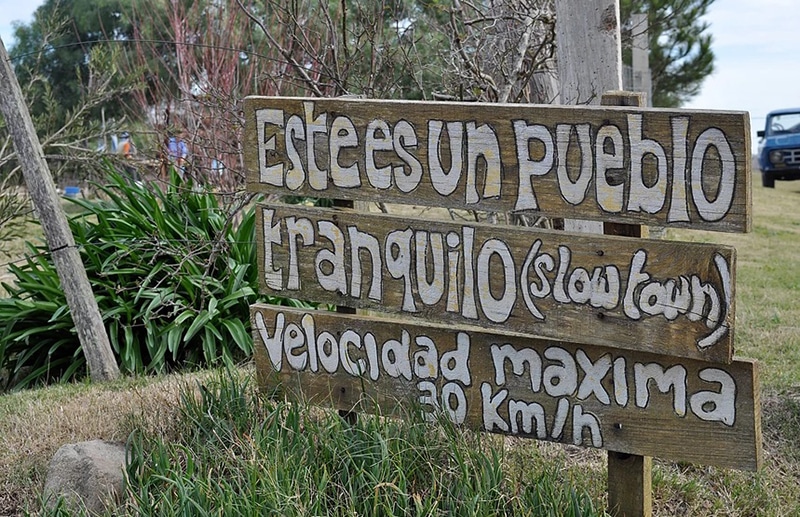 Este es un pueblo
tranquilo (slow town)
Velocidad maxima
30 Km/h